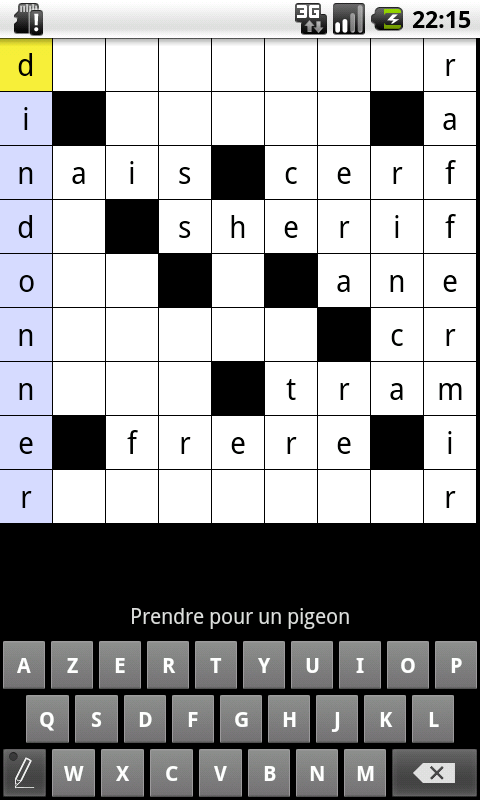 3G 22:15
d r
i a
n a i s c e r f
d s h e r i f
o a n e
n c r
n t r a m
e f r e r e i
r r
Prendre pour un pigeon
A Z E R T Y U I O P
Q S D F G H J K L
W X C V B N M